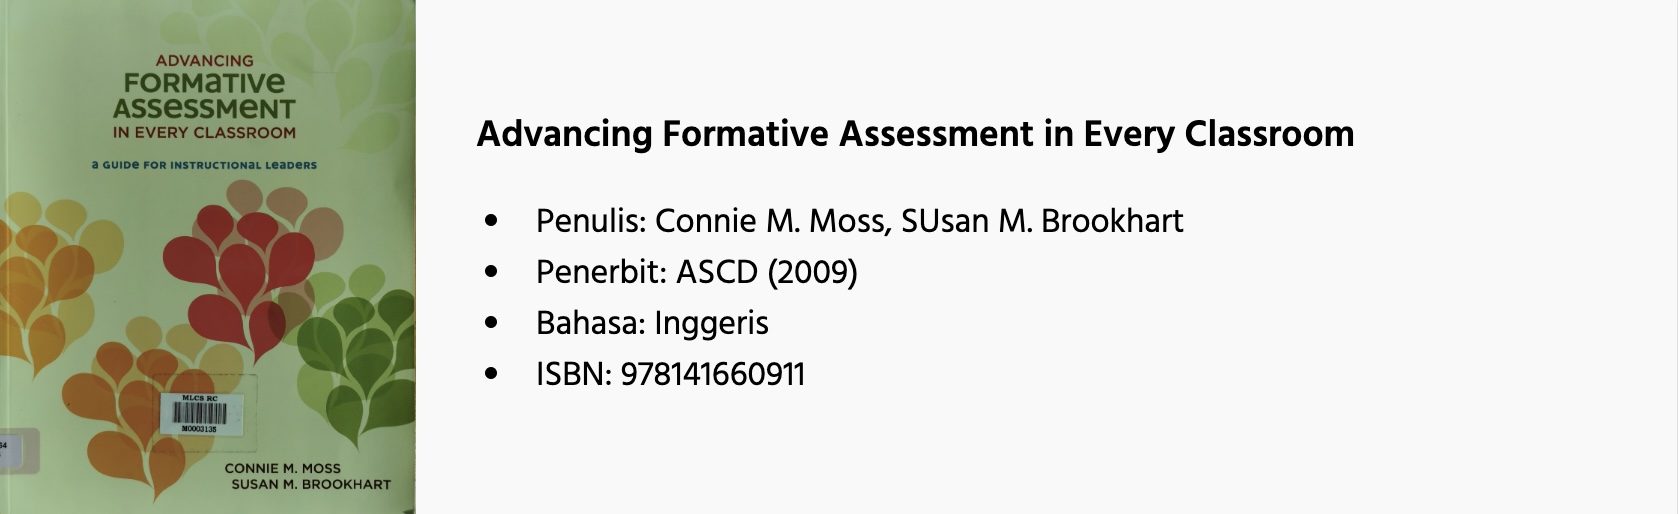 ADVANCING
FORMATIVE
ASSESSMENT
IN EVERY CLASSROOM
a GUIDE FOR INSTRUCTIONAL LEADERS
MLCS RC
M0003135
64
CONNIE M. MOSS
SUSAN M. BROOKHART
Advancing Formative Assessment in Every Classroom
• Penulis: Connie M. Moss, SUsan M. Brookhart
• Penerbit: ASCD (2009)
• Bahasa: Inggeris
• ISBN: 978141660911